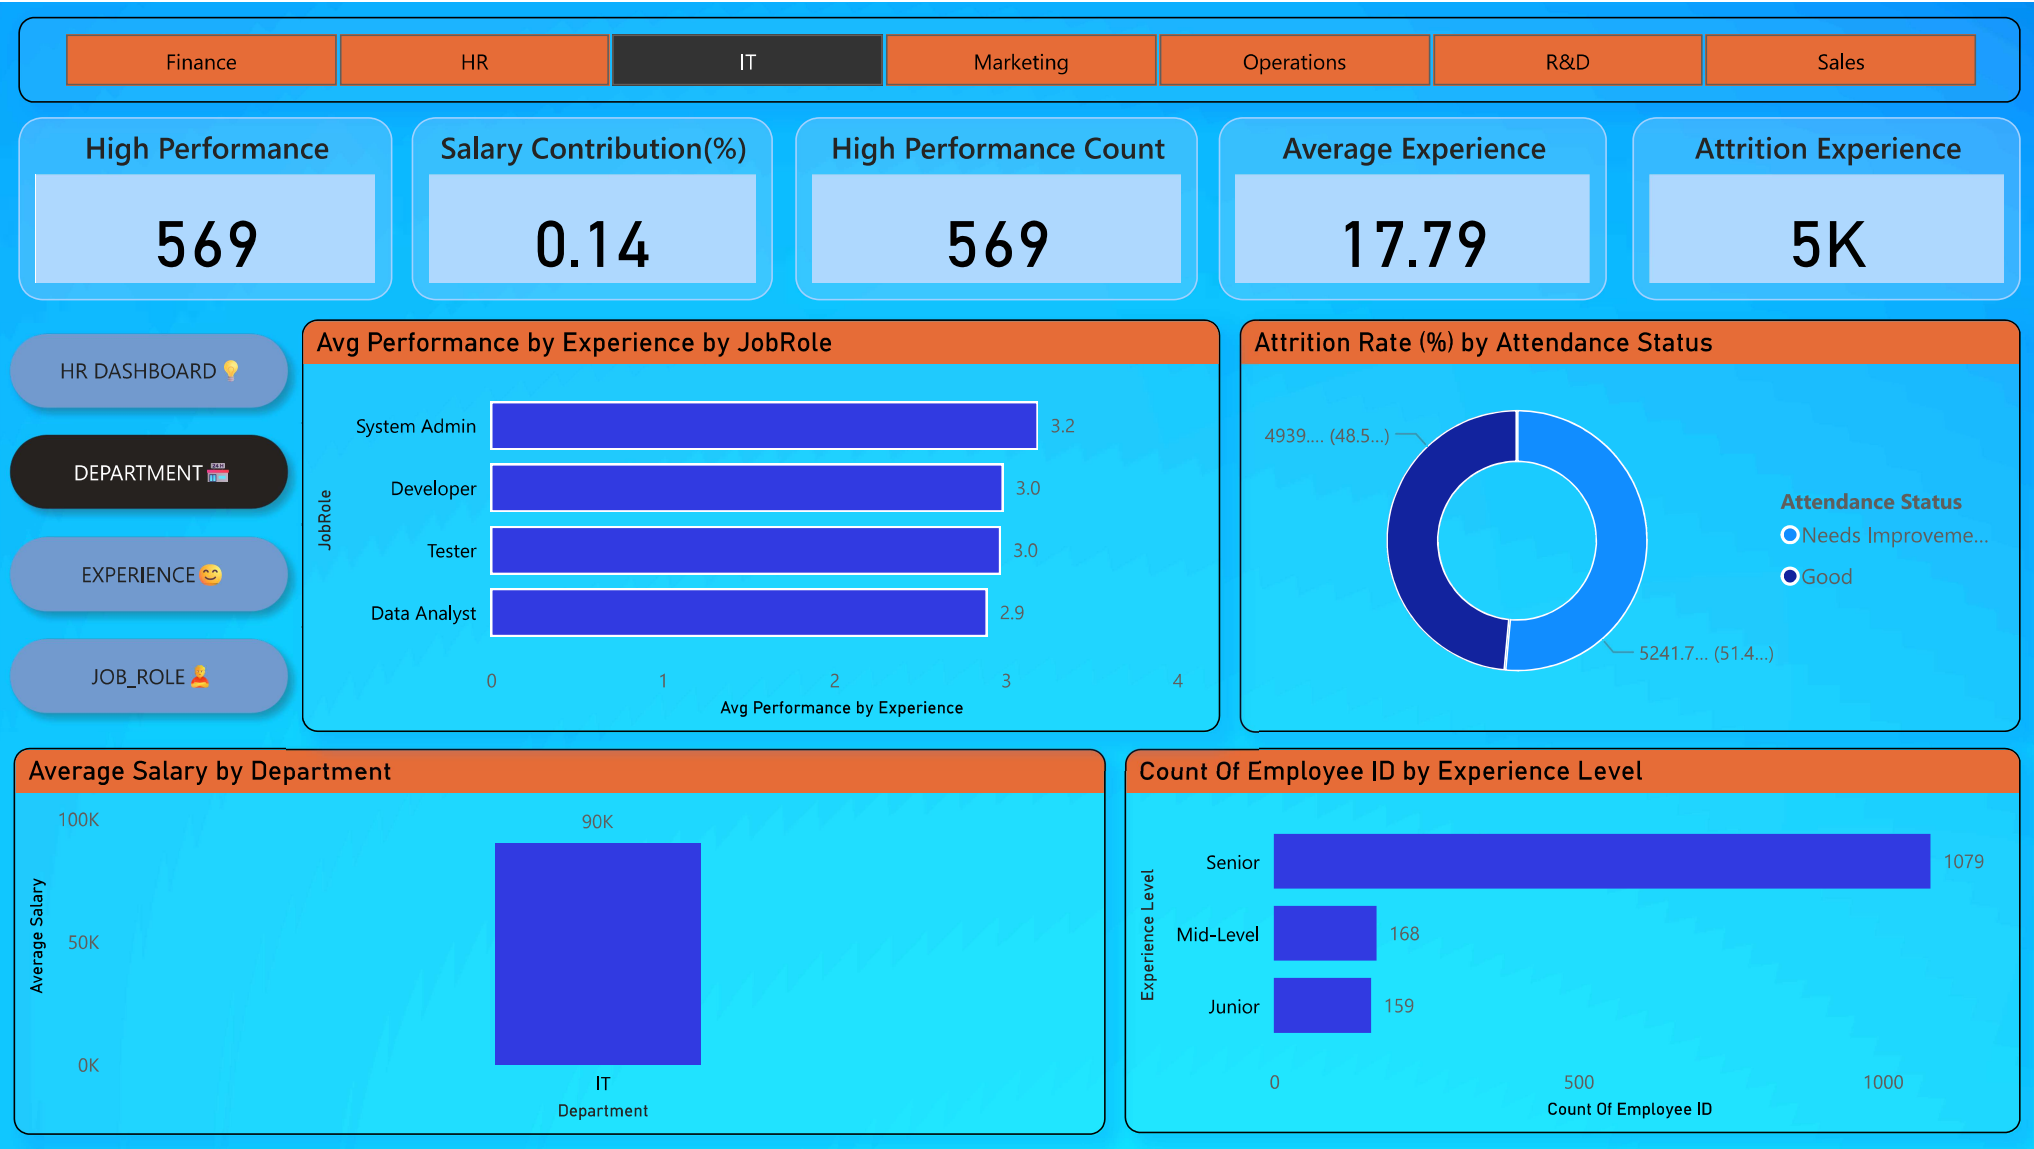 Finance
HR
IT
Marketing
Operations
R&D
Sales
High Performance
569
Salary Contribution(%)
0.14
High Performance Count
569
Average Experience
17.79
Attrition Experience
5K
HR DASHBOARD
DEPARTMENT
EXPERIENCE
JOB_ROLE
Avg Performance by Experience by JobRole
JobRole
System Admin
3.2
Developer
3.0
Tester
3.0
Data Analyst
2.9
0
1
2
3
4
Avg Performance by Experience
Attrition Rate (%) by Attendance Status
4939.... (48.5...)
5241.7... (51.4...)
Attendance Status
Needs Improveme...
Good
Average Salary by Department
Average Salary
100K
50K
0K
90K
IT
Department
Count Of Employee ID by Experience Level
Experience Level
Senior
1079
Mid-Level
168
Junior
159
0
500
1000
Count Of Employee ID